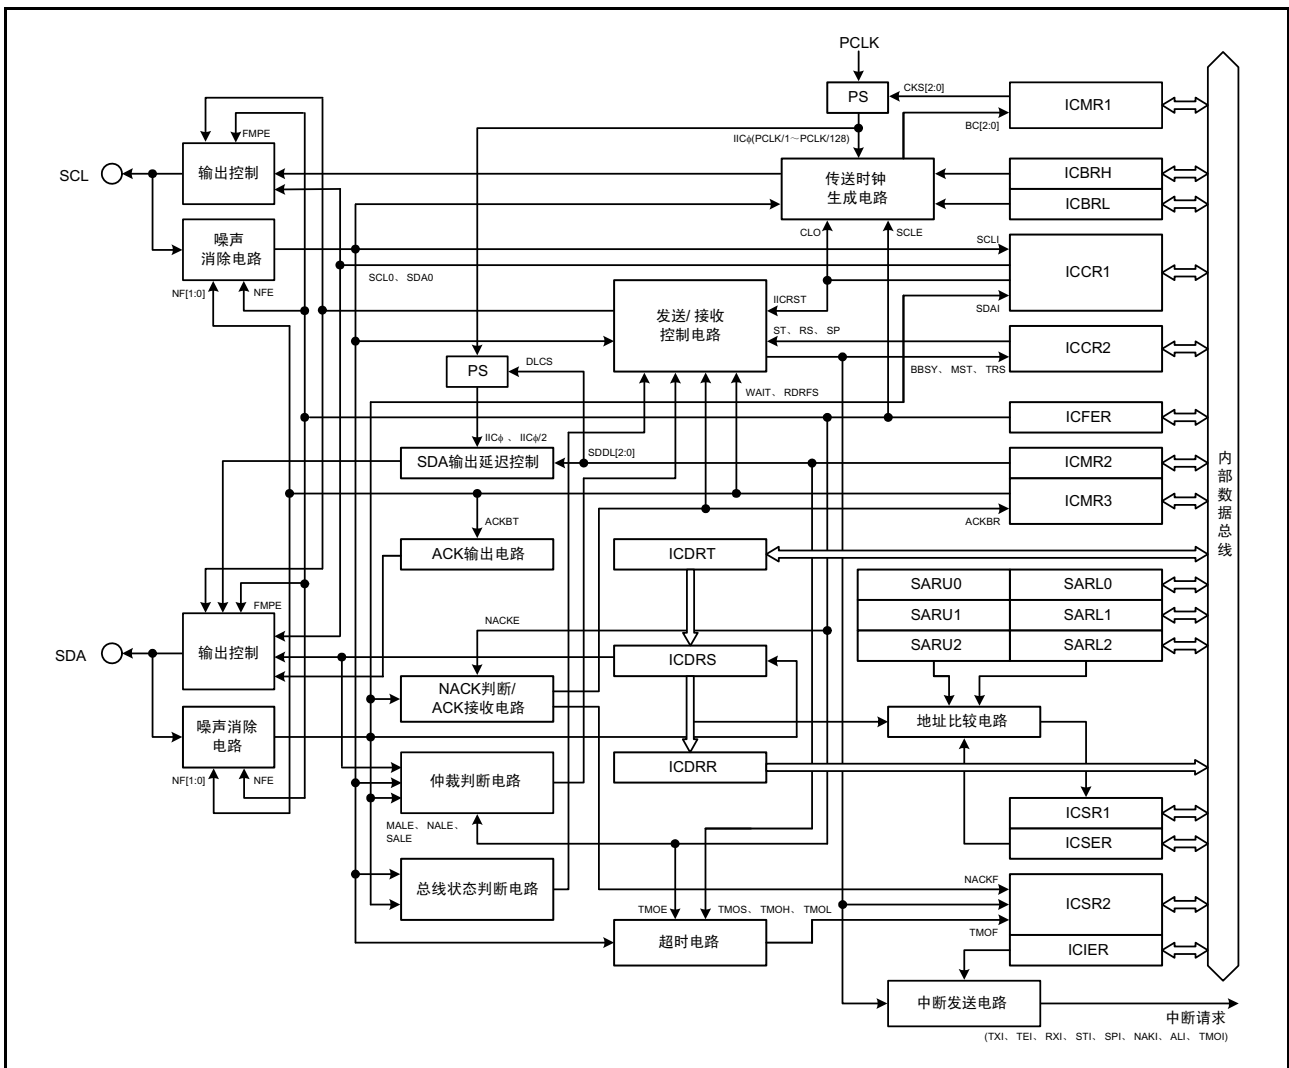 PCLK
PS
CKS[2:0]
ICMR1
BC[2:0]
FMPE
IICϕ(PCLK/1～PCLK/128)
SCL
输出控制
传送时钟
生成电路
ICBRH
ICBRL
噪声
消除电路
CLO
SCLE
SCLI
SCL0、 SDA0
ICCR1
NF[1:0]
NFE
IICRST
SDAI
发送/ 接收
控制电路
ST、 RS、 SP
ICCR2
BBSY、 MST、 TRS
PS
DLCS
WAIT、 RDRFS
ICFER
IICϕ 、 IICϕ/2
SDA输出延迟控制
SDDL[2:0]
ICMR2
ICMR3
内部数据总线
ACKBT
ACKBR
ACK输出电路
ICDRT
SARU0
SARL0
SARU1
SARL1
SARU2
SARL2
FMPE
NACKE
SDA
输出控制
ICDRS
NACK判断/
ACK接收电路
地址比较电路
噪声消除
电路
NF[1:0]
NFE
仲裁判断电路
ICDRR
MALE、 NALE、
SALE
ICSR1
ICSER
总线状态判断电路
NACKF
TMOE
TMOS、 TMOH、 TMOL
ICSR2
超时电路
TMOF
ICIER
中断发送电路
中断请求
(TXI、 TEI、 RXI、 STI、 SPI、 NAKI、 ALI、 TMOI)